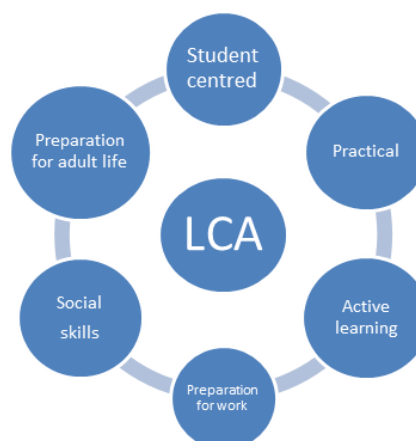 Student
centred
Preparation
for adult life
Practical
LCA
Social
skills
Active
learning
Preparation
for work